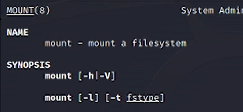 MOUNT(8) System Admi
NAME
mount - mount a filesystem
SYNOPSIS
mount [-h|-V]
mount [-l] [-t fstype]